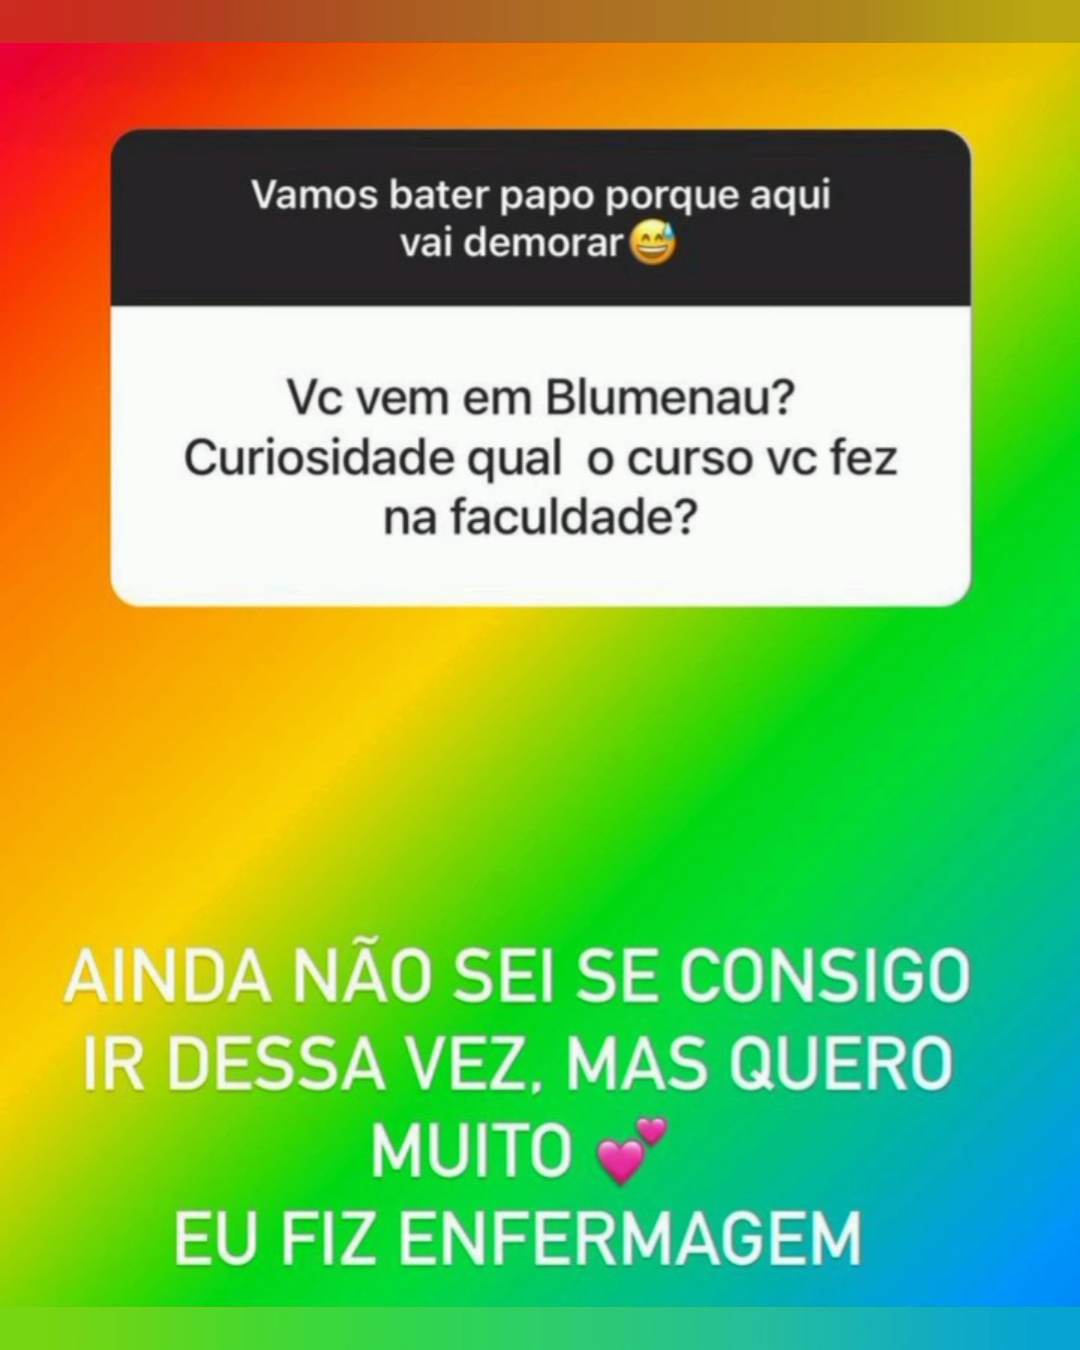 Vamos bater papo porque aqui
vai demorar😅
Vc vem em Blumenau?
Curiosidade qual  o curso vc fez
na faculdade?
AINDA NÃO SEI SE CONSIGO
IR DESSA VEZ, MAS QUERO
MUITO 💕
EU FIZ ENFERMAGEM